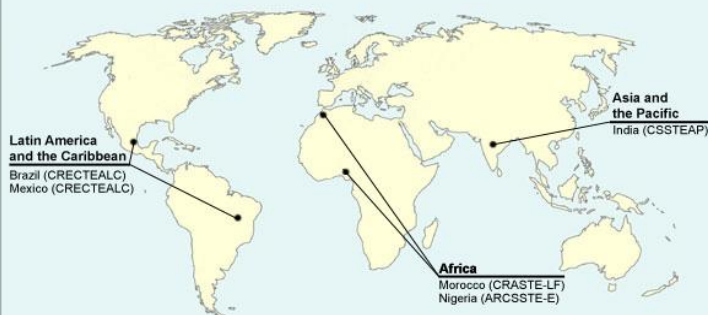 Latin America
and the Caribbean
Brazil (CRECTEALC)
Mexico (CRECTEALC)
Asia and
the Pacific
India (CSSTEAP)
Africa
Morocco (CRASTE-LF)
Nigeria (ARCSSTE-E)